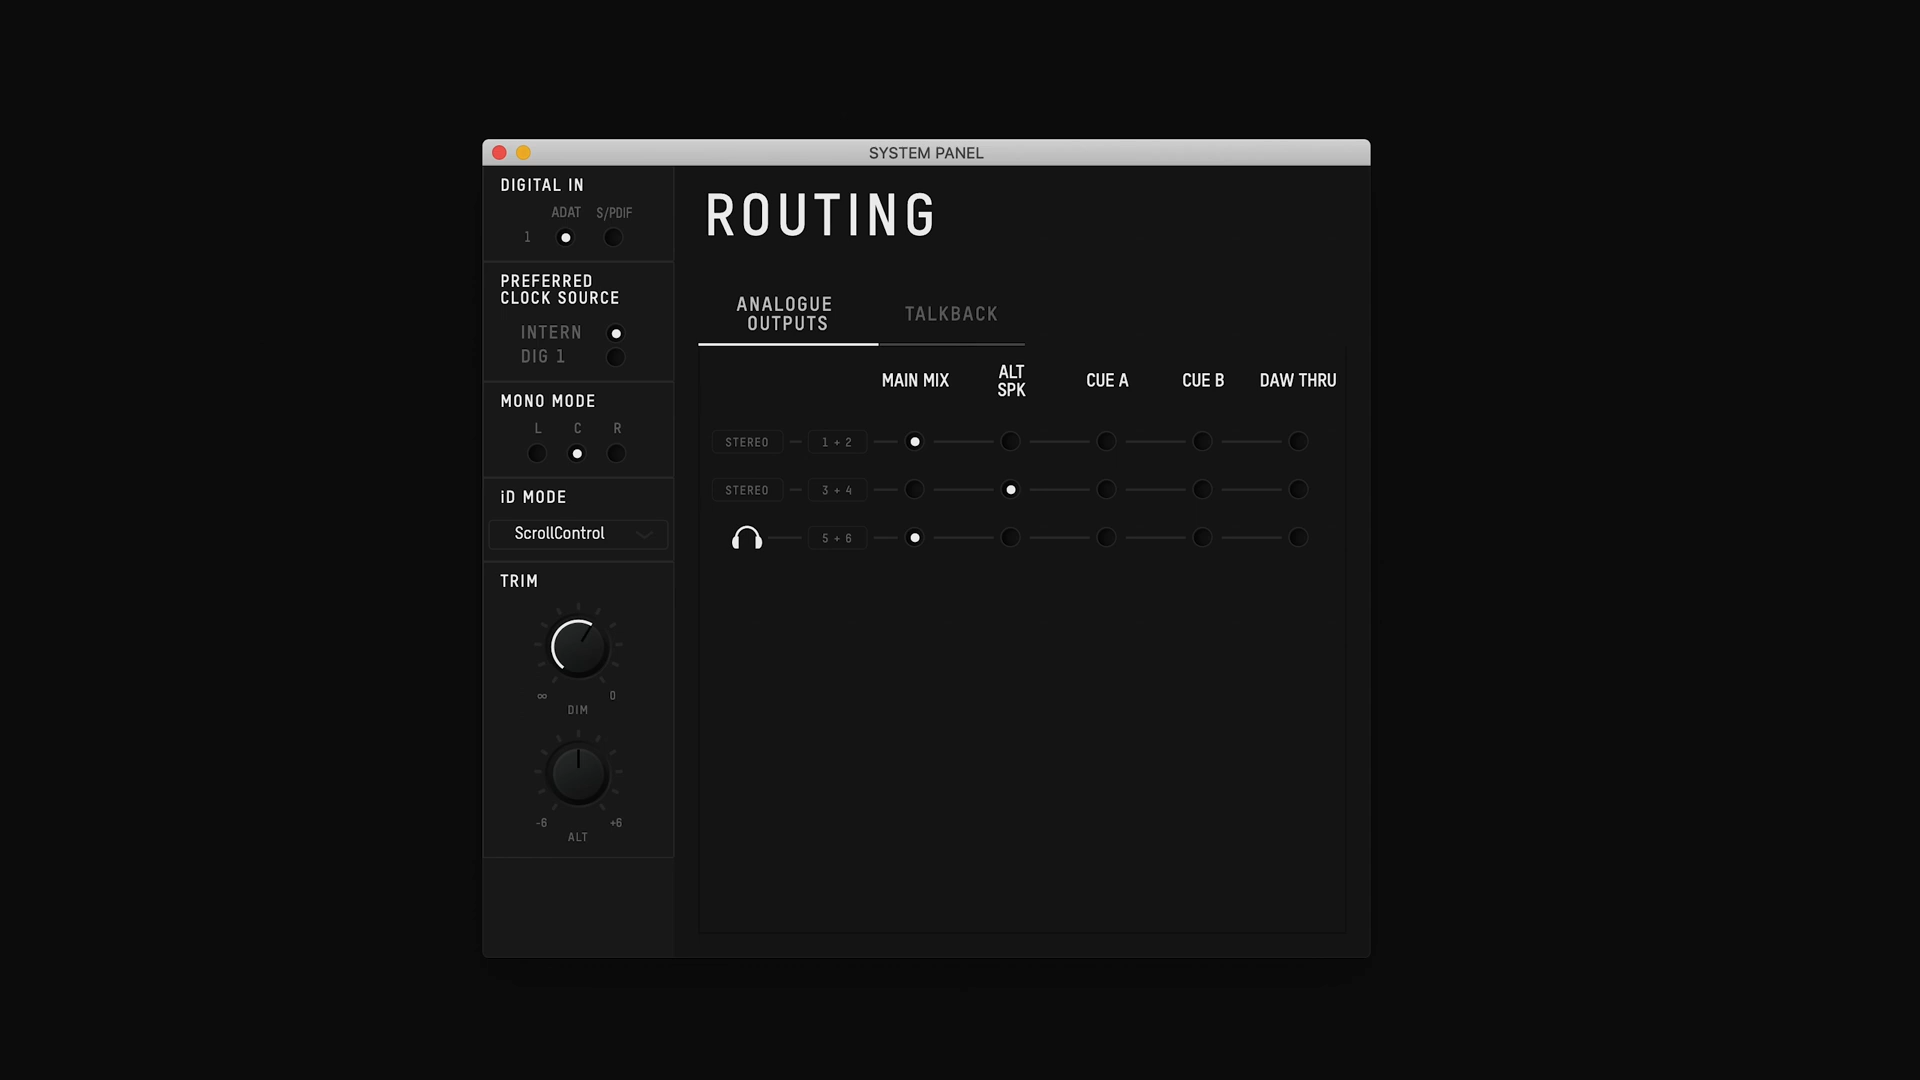 SYSTEM PANEL
DIGITAL IN
ADAT S/PDIF
1
PREFERRED
CLOCK SOURCE
INTERN
DIG 1
MONO MODE
L C R
iD MODE
ScrollControl
TRIM
∞ 0
DIM
-6 +6
ALT
ROUTING
ANALOGUE
OUTPUTS
TALKBACK
MAIN MIX
ALT
SPK
CUE A
CUE B
DAW THRU
STEREO 1 + 2
STEREO 3 + 4
5 + 6